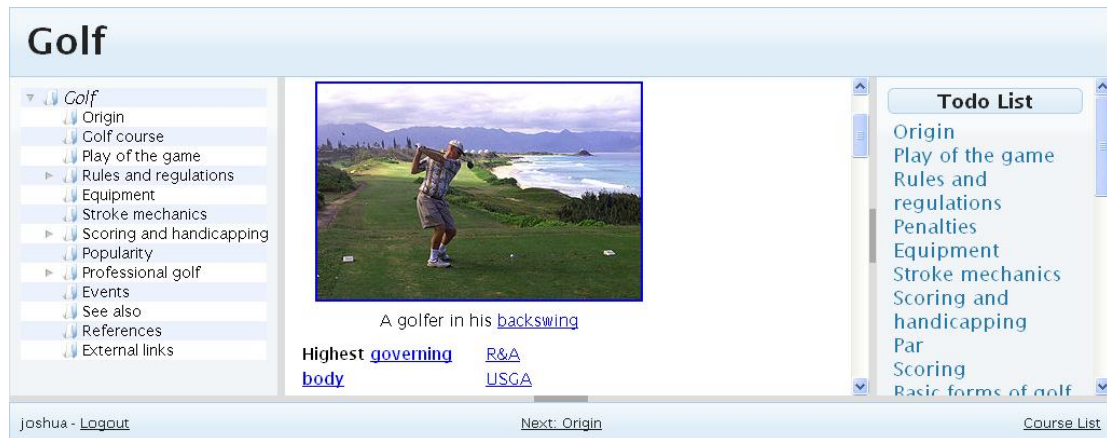 Golf
Golf
Origin
Golf course
Play of the game
Rules and regulations
Equipment
Stroke mechanics
Scoring and handicapping
Popularity
Professional golf
Events
See also
References
External links
A golfer in his backswing
Highest governing
body
R&A
USGA
Todo List
Origin
Play of the game
Rules and
regulations
Penalties
Equipment
Stroke mechanics
Scoring and
handicapping
Par
Scoring
Basic forms of golf
joshua - Logout
Next: Origin
Course List